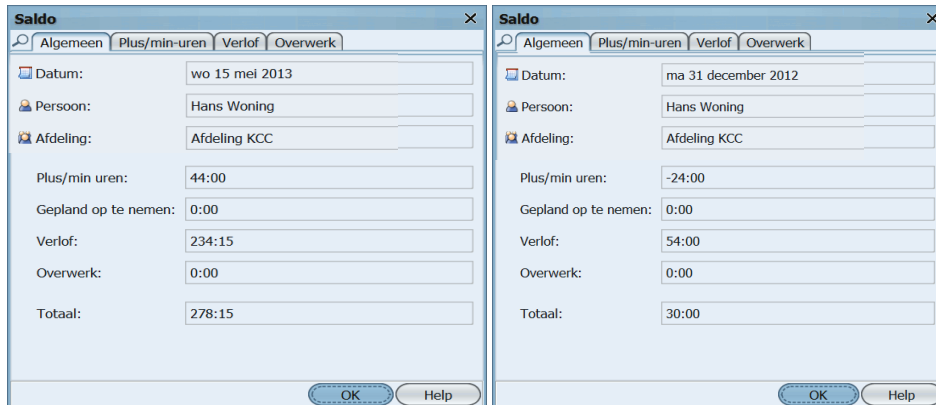 Saldo
Algemeen Plus/min-uren Verlof Overwerk
Datum: wo 15 mei 2013
Persoon: Hans Woning
Afdeling: Afdeling KCC
Plus/min uren: 44:00
Gepland op te nemen: 0:00
Verlof: 234:15
Overwerk: 0:00
Totaal: 278:15
OK Help
Saldo
Algemeen Plus/min-uren Verlof Overwerk
Datum: ma 31 december 2012
Persoon: Hans Woning
Afdeling: Afdeling KCC
Plus/min uren: -24:00
Gepland op te nemen: 0:00
Verlof: 54:00
Overwerk: 0:00
Totaal: 30:00
OK Help